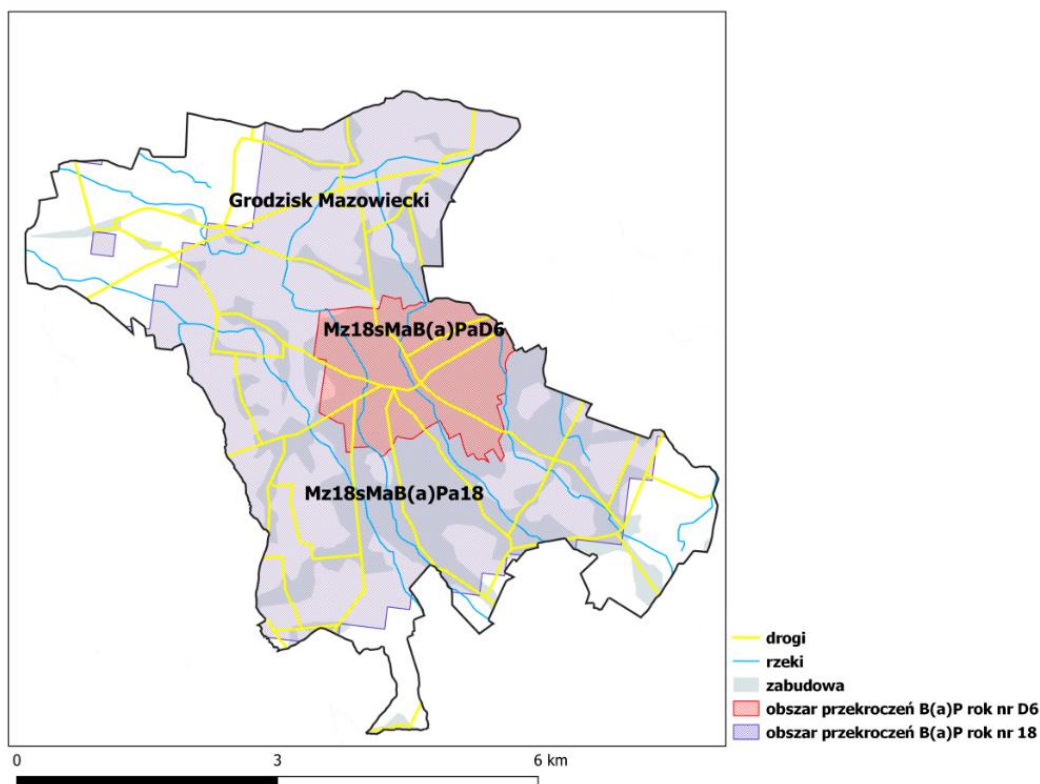 Grodzisk Mazowiecki
Mz18sMaB(a)PaD6
Mz18sMaB(a)Pa18
drogi
rzeki
zabudowa
obszar przekroczeń B(a)P rok nr D6
obszar przekroczeń B(a)P rok nr 18
0 3 6 km